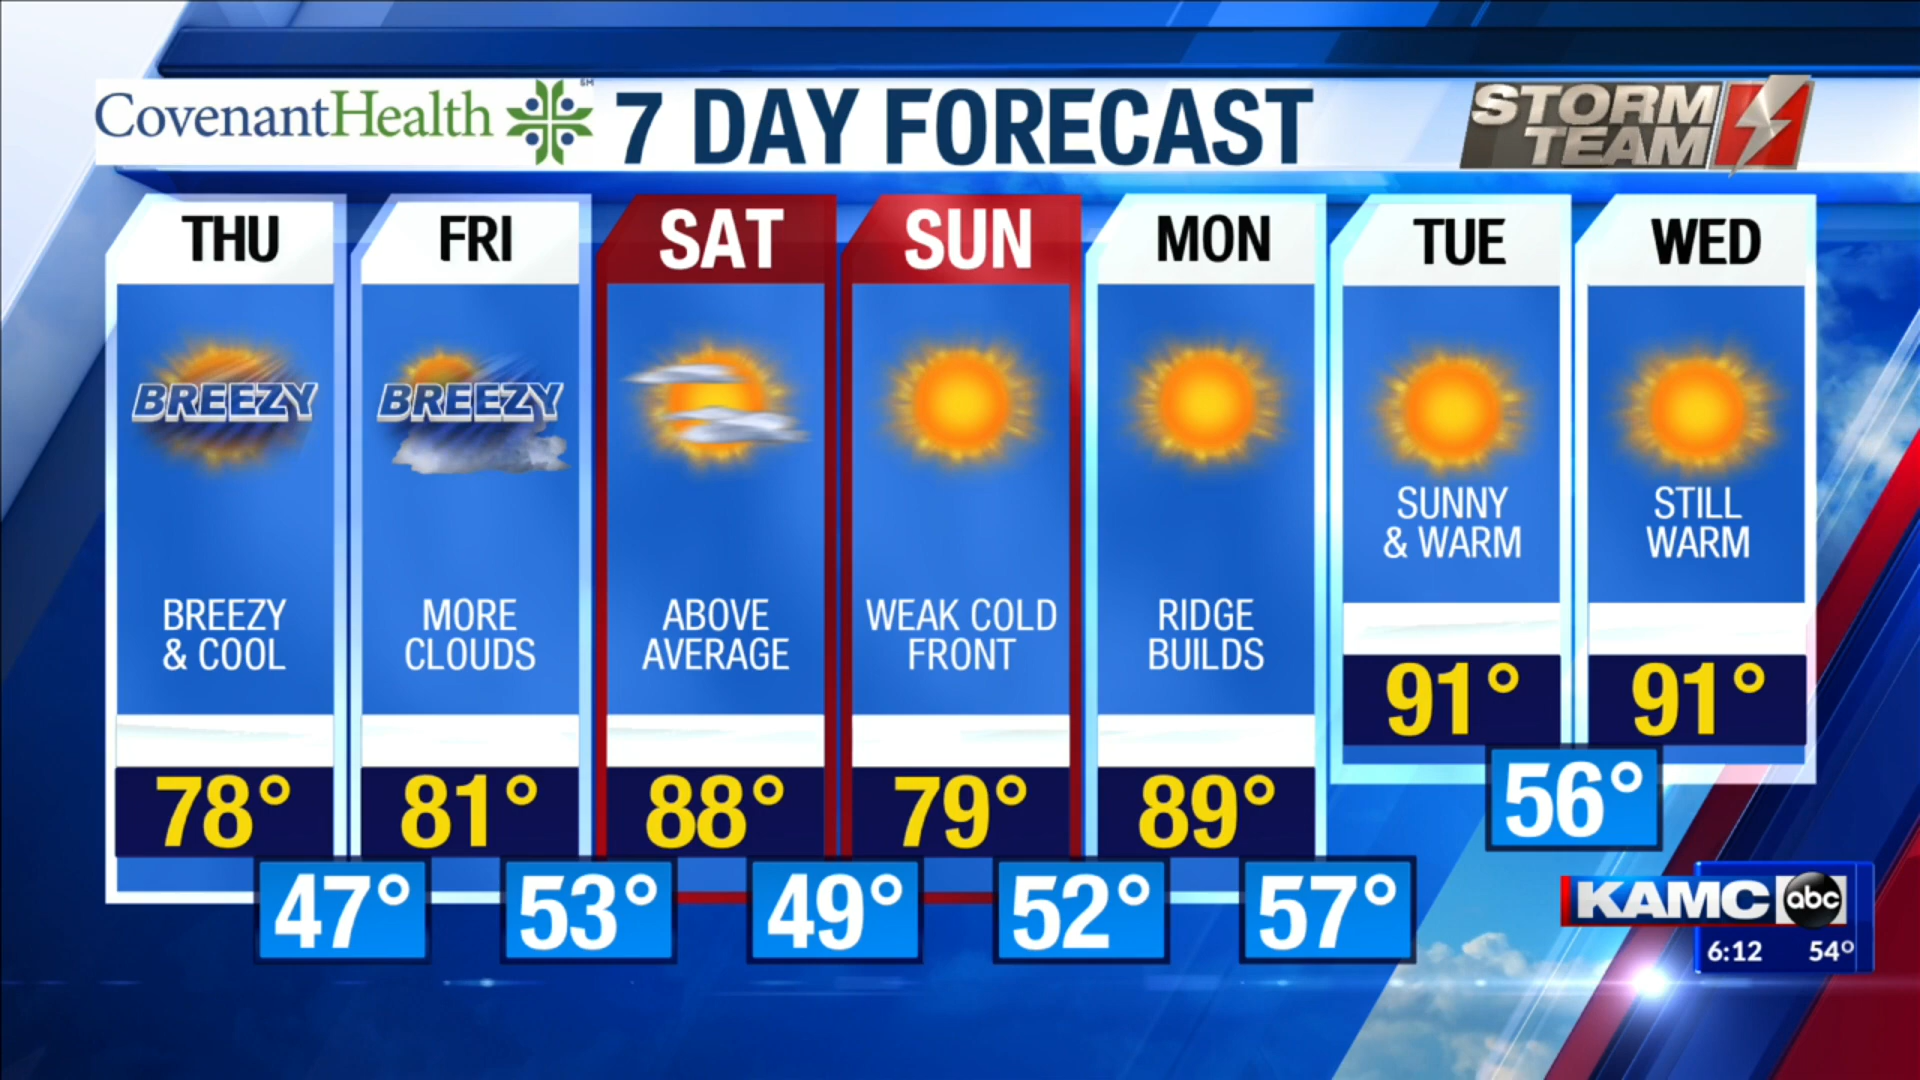 CovenantHealth SM
7 DAY FORECAST
STORM
TEAM
THU
FRI
SAT
SUN
MON
TUE
WED
BREEZY
BREEZY
BREEZY
& COOL
MORE
CLOUDS
ABOVE
AVERAGE
WEAK COLD
FRONT
RIDGE
BUILDS
SUNNY
& WARM
STILL
WARM
78°
81°
88°
79°
89°
91°
91°
47°
53°
49°
52°
57°
56°
KAMC abc
6:12 54°